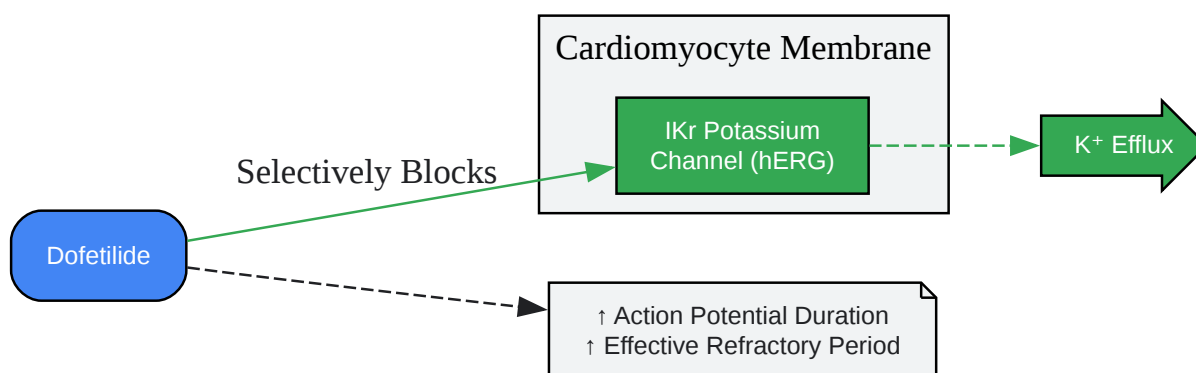 Cardiomyocyte Membrane
IKr Potassium
Channel (hERG)
K⁺ Efflux
Selectively Blocks
Dofetilide
↑ Action Potential Duration
↑ Effective Refractory Period